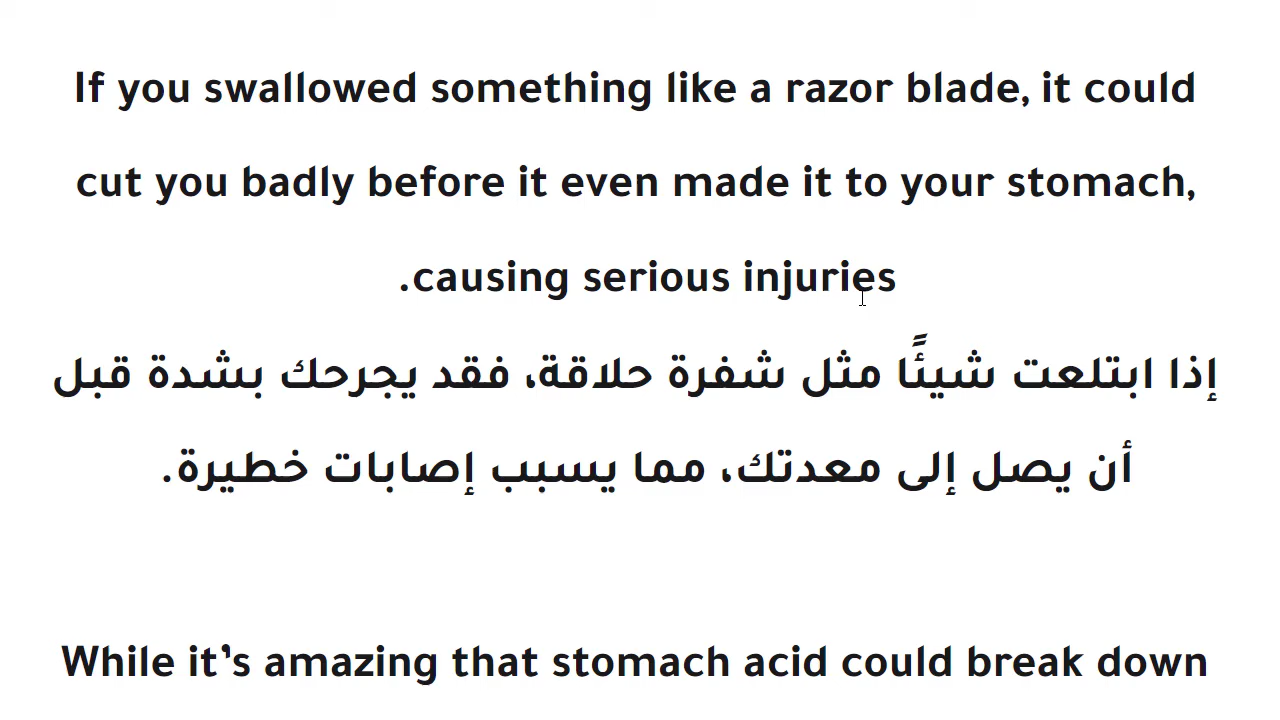 If you swallowed something like a razor blade, it could
cut you badly before it even made it to your stomach,
.causing serious injuries
إذا ابتلعت شيئًا مثل شفرة حلاقة، فقد يجرحك بشدة قبل
أن يصل إلى معدتك، مما يسبب إصابات خطيرة.
While it’s amazing that stomach acid could break down